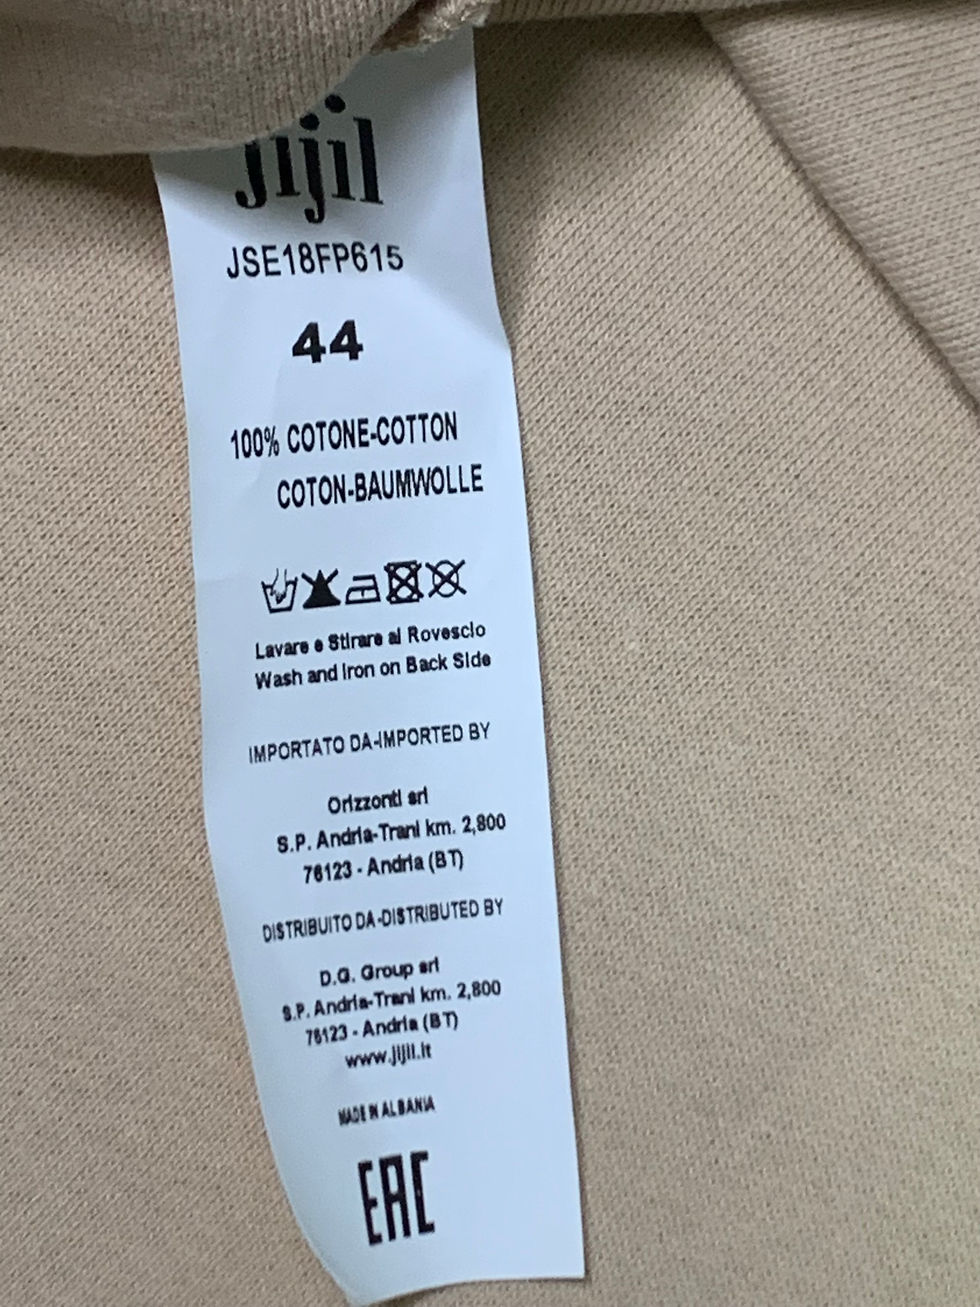 Jijil
JSE18FP615
44
100% COTONE-COTTON
COTON-BAUMWOLLE
Lavare e Stirare al Rovescio
Wash and Iron on Back Side
IMPORTATO DA-IMPORTED BY
Orizzonti srl
S.P. Andria-Trani km. 2,800
76123 - Andria (BT)
DISTRIBUITO DA-DISTRIBUTED BY
D.G. Group srl
S.P. Andria-Trani km. 2,800
76123 - Andria (BT)
www.jijil.it
MADE IN ALBANIA
EAC